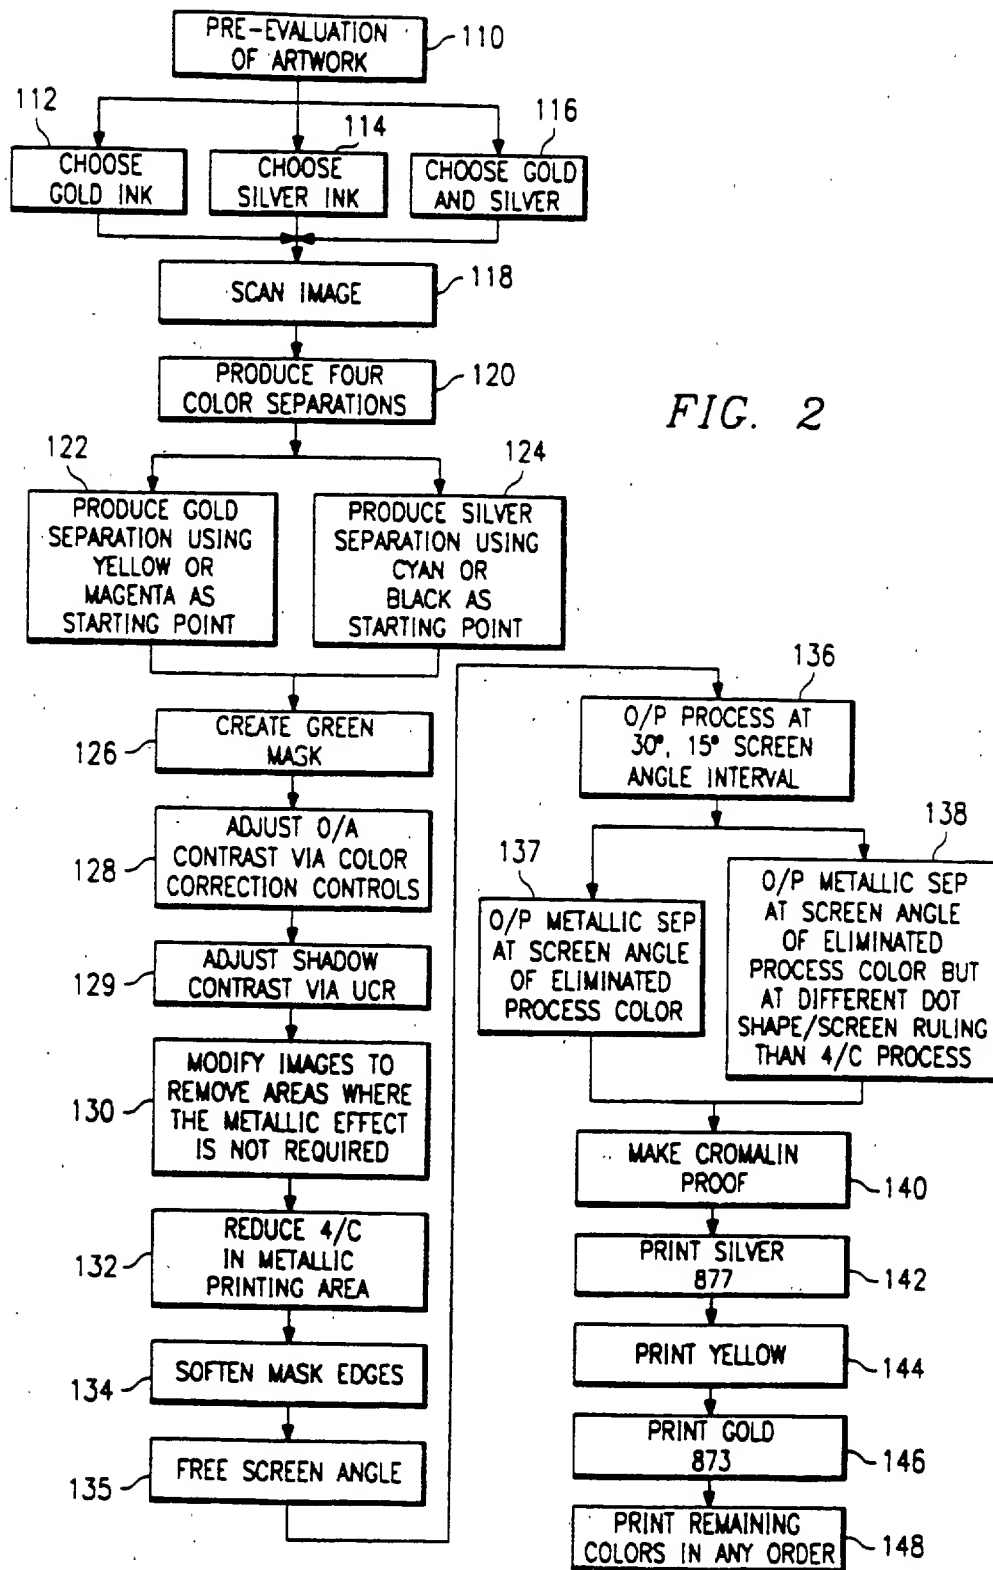 PRE-EVALUATION
OF ARTWORK
110
112
114
116
CHOOSE
GOLD INK
CHOOSE
SILVER INK
CHOOSE GOLD
AND SILVER
SCAN IMAGE
118
PRODUCE FOUR
COLOR SEPARATIONS
120
FIG. 2
122
124
PRODUCE GOLD
SEPARATION USING
YELLOW OR
MAGENTA AS
STARTING POINT
PRODUCE SILVER
SEPARATION USING
CYAN OR
BLACK AS
STARTING POINT
CREATE GREEN
MASK
126
ADJUST O/A
CONTRAST VIA COLOR
CORRECTION CONTROLS
128
ADJUST SHADOW
CONTRAST VIA UCR
129
MODIFY IMAGES TO
REMOVE AREAS WHERE
THE METALLIC EFFECT
IS NOT REQUIRED
130
REDUCE 4/C
IN METALLIC
PRINTING AREA
132
SOFTEN MASK EDGES
134
FREE SCREEN ANGLE
135
136
O/P PROCESS AT
30°, 15° SCREEN
ANGLE INTERVAL
137
138
O/P METALLIC SEP
AT SCREEN ANGLE
OF ELIMINATED
PROCESS COLOR
O/P METALLIC SEP
AT SCREEN ANGLE
OF ELIMINATED
PROCESS COLOR BUT
AT DIFFERENT DOT
SHAPE/SCREEN RULING
THAN 4/C PROCESS
MAKE CROMALIN
PROOF
140
PRINT SILVER
877
142
PRINT YELLOW
144
PRINT GOLD
873
146
PRINT REMAINING
COLORS IN ANY ORDER
148